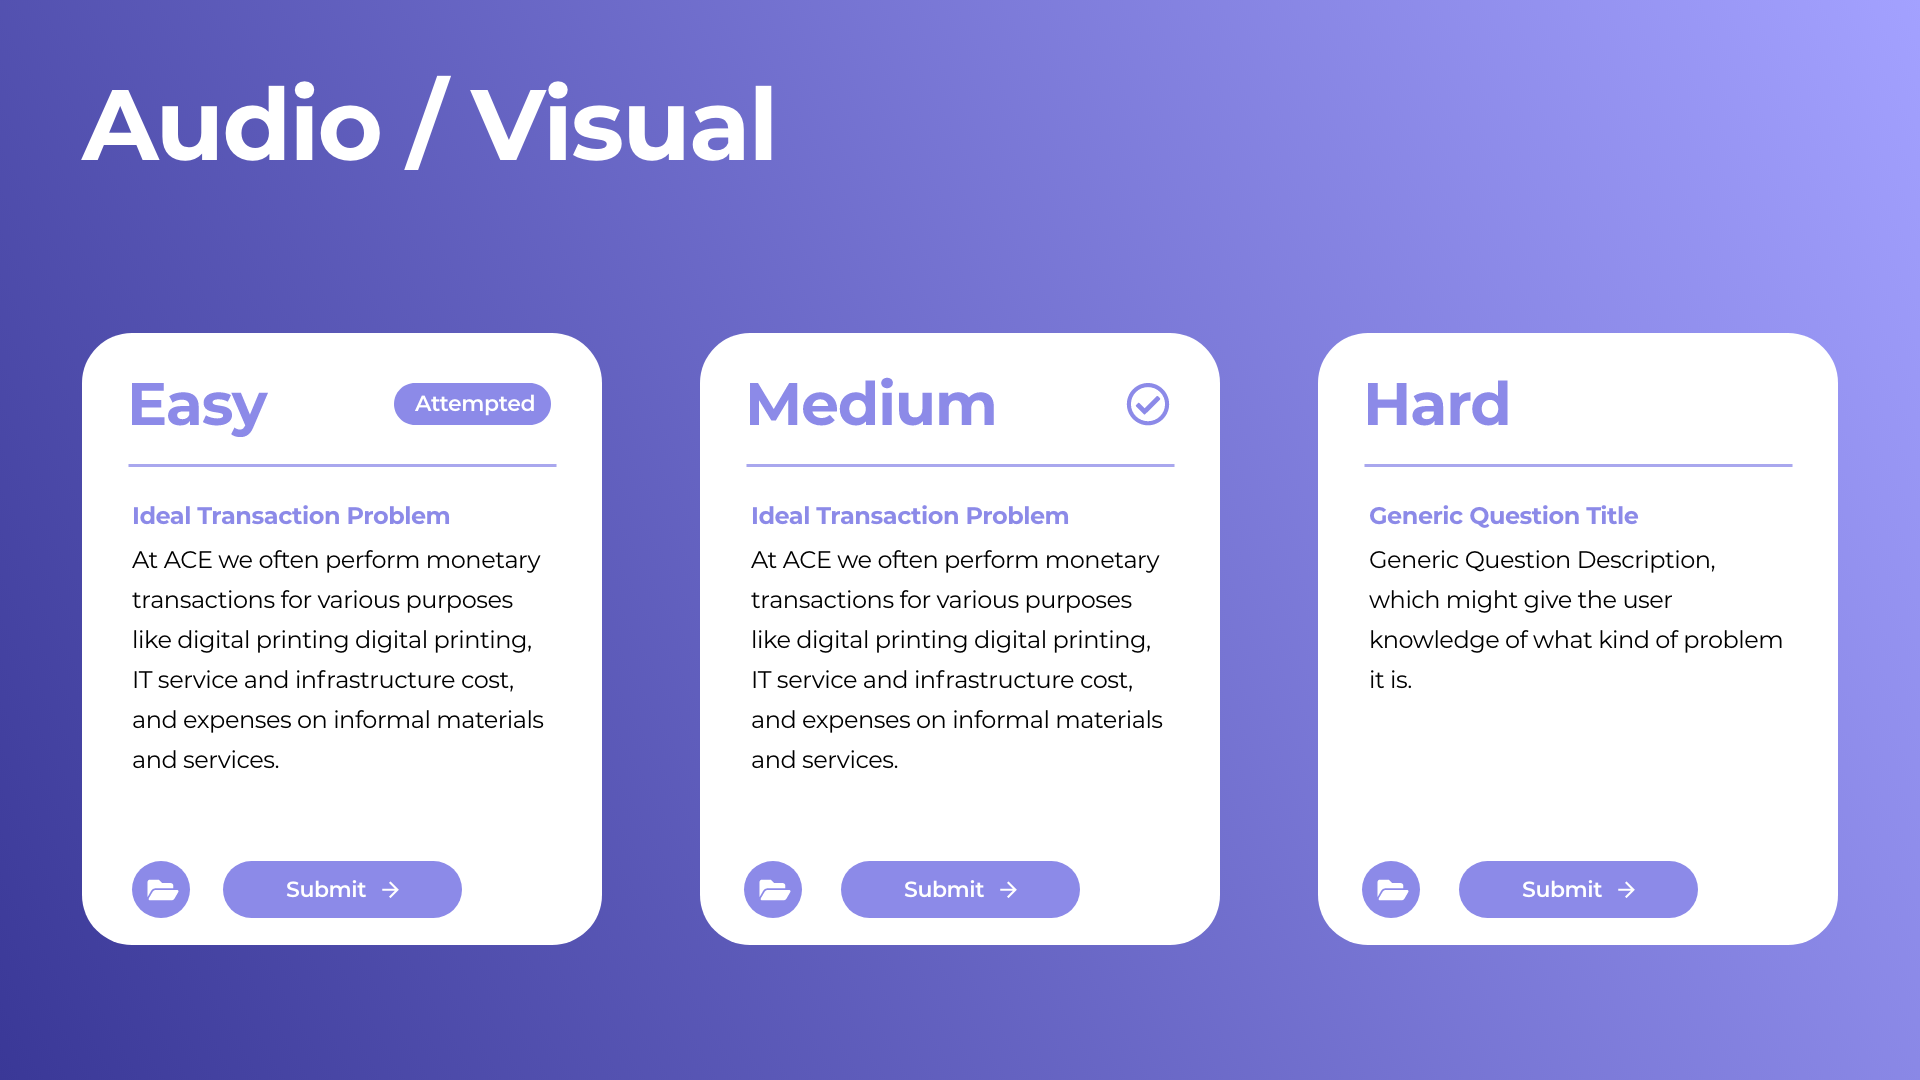 Audio / Visual
Easy
Attempted
Ideal Transaction Problem
At ACE we often perform monetary
transactions for various purposes
like digital printing digital printing,
IT service and infrastructure cost,
and expenses on informal materials
and services.
Submit
Medium
Ideal Transaction Problem
At ACE we often perform monetary
transactions for various purposes
like digital printing digital printing,
IT service and infrastructure cost,
and expenses on informal materials
and services.
Submit
Hard
Generic Question Title
Generic Question Description,
which might give the user
knowledge of what kind of problem
it is.
Submit